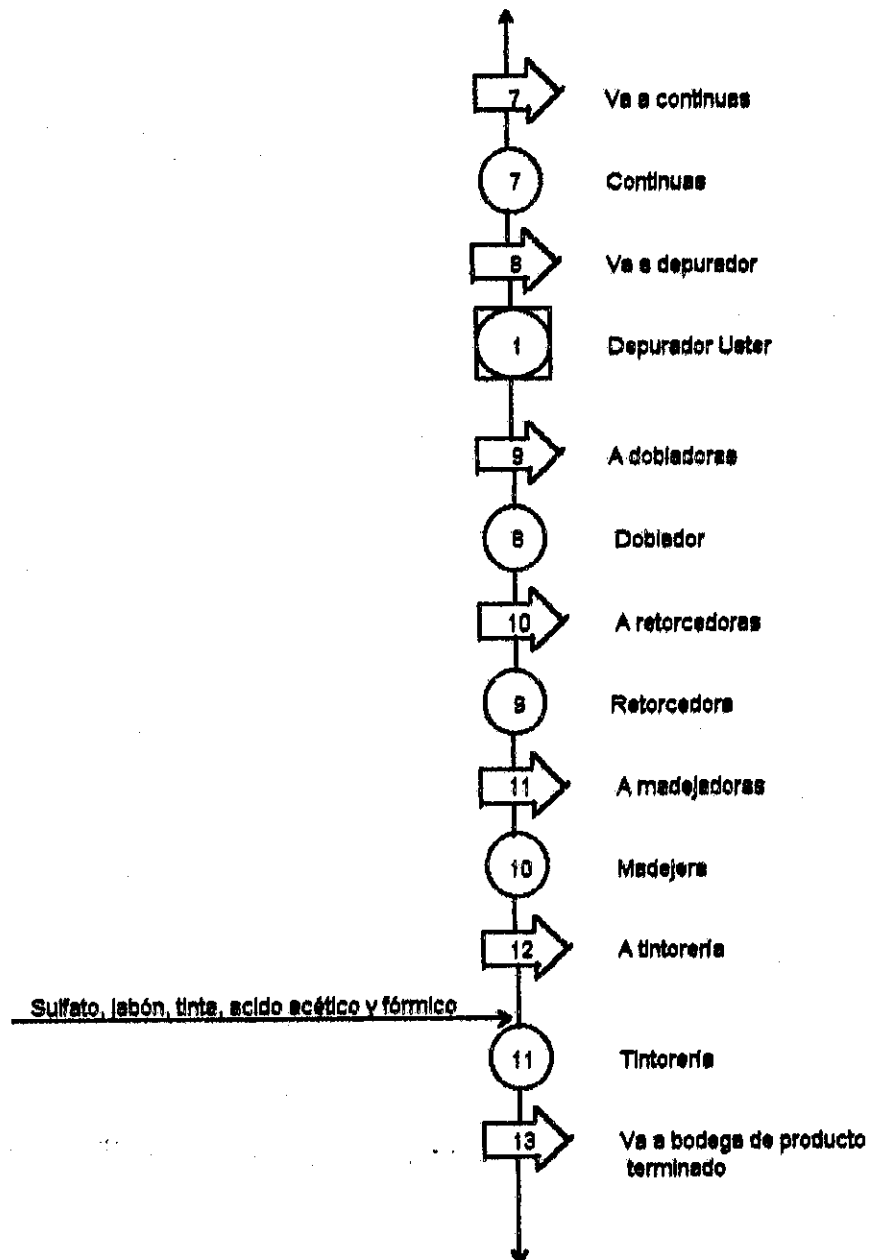 7 Va a continuas
7 Continuas
8 Va a depurador
1 Depurador Uster
9 A dobladoras
8 Doblador
10 A retorcedoras
9 Retorcedora
11 A madejadoras
10 Madejera
12 A tintorería
Sulfato, jabón, tinta, acido acético y fórmico
11 Tintorería
13 Va a bodega de producto
terminado